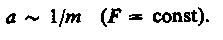 a ~ 1/m (F = const).